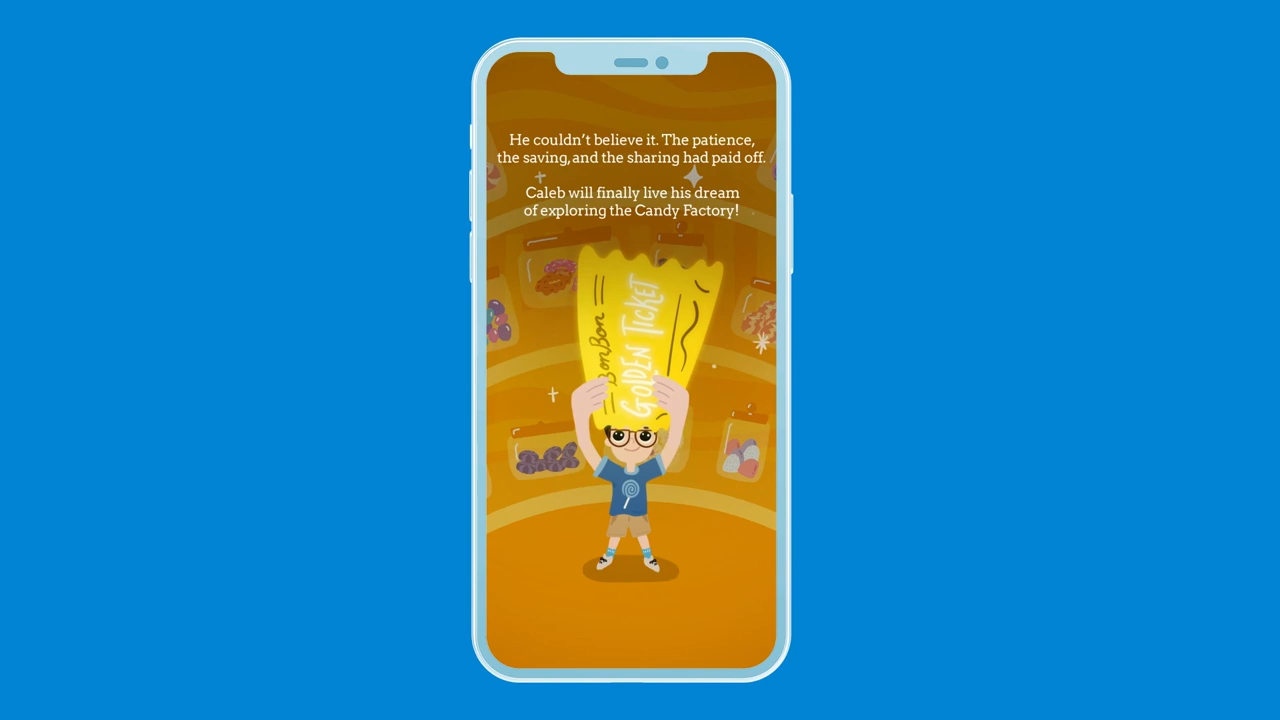 He couldn’t believe it. The patience,
the saving, and the sharing had paid off.
Caleb will finally live his dream
of exploring the Candy Factory!
BonBon
GOLDEN TICKET